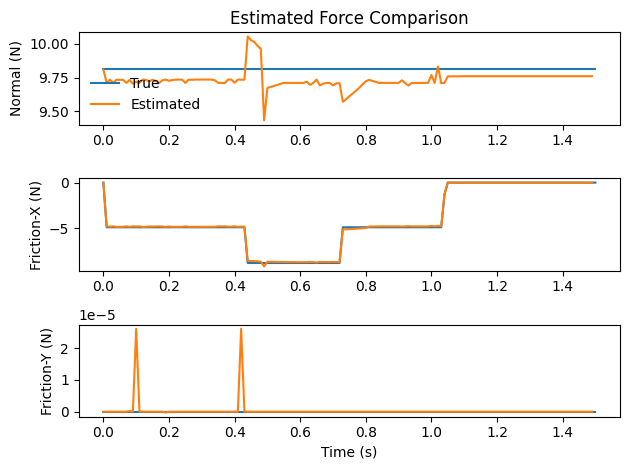 Estimated Force Comparison
Normal (N)
10.00
9.75
9.50
True
Estimated
0.0 0.2 0.4 0.6 0.8 1.0 1.2 1.4
Friction-X (N)
0
−5
0.0 0.2 0.4 0.6 0.8 1.0 1.2 1.4
1e−5
Friction-Y (N)
2
1
0
0.0 0.2 0.4 0.6 0.8 1.0 1.2 1.4
Time (s)